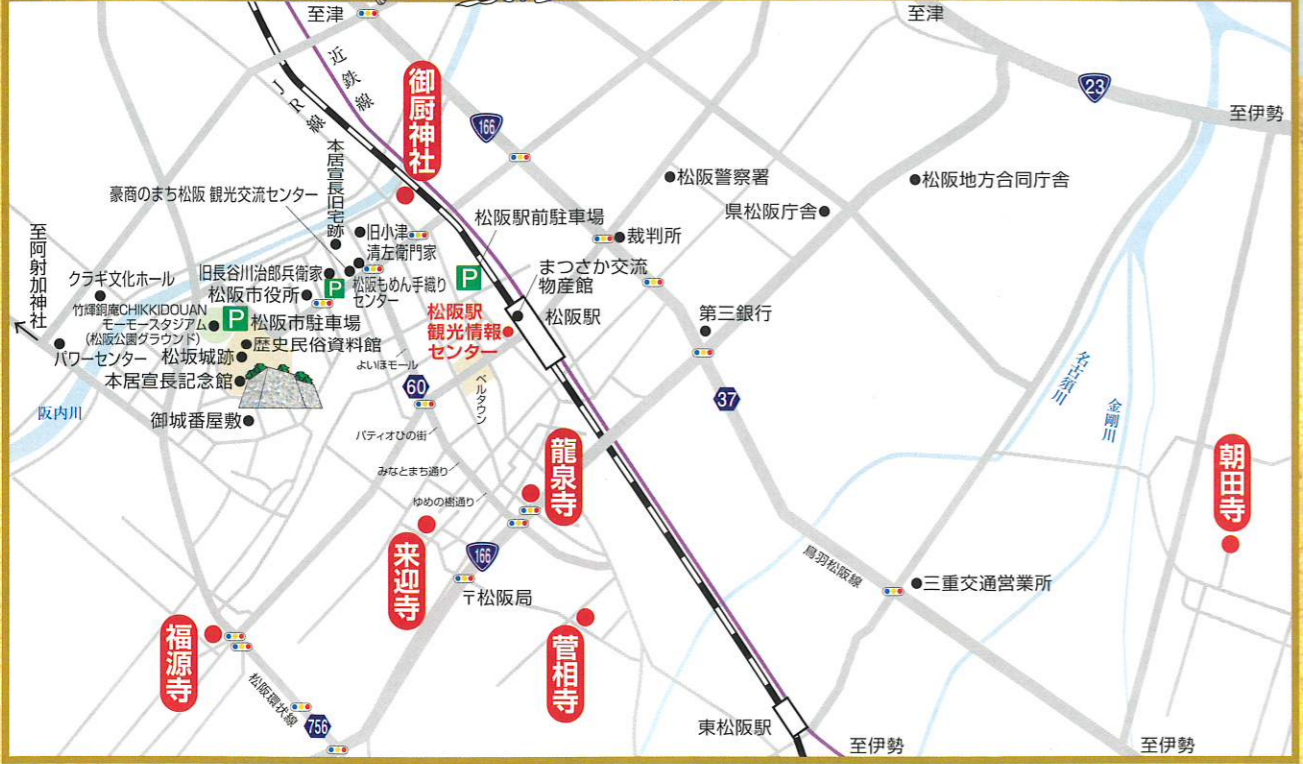 至津
至津
近鉄線
JR線
御厨神社
166
23
至伊勢
本居宣長旧宅跡
豪商のまち松阪 観光交流センター
松阪警察署
松阪地方合同庁舎
県松阪庁舎
松阪駅前駐車場
裁判所
旧小津
清左衛門家
至阿射加神社
クラギ文化ホール
旧長谷川治郎兵衛家
松阪もめん手織り
センター
P
P
まつさか交流
物産館
松阪市役所
竹輝銅庵CHIKKIDOUAN
モーモースタジアム
(松阪公園グラウンド)
P
松阪市駐車場
松阪駅
観光情報
センター
松阪駅
第三銀行
歴史民俗資料館
パワーセンター
松坂城跡
よいほモール
本居宣長記念館
60
ベルタウン
37
名古須川
金剛川
阪内川
御城番屋敷
パティオひの街
みなとまち通り
ゆめの樹通り
龍泉寺
朝田寺
来迎寺
166
〒松阪局
鳥羽松阪線
三重交通営業所
福源寺
菅相寺
松阪環状線
756
東松阪駅
至伊勢
至伊勢